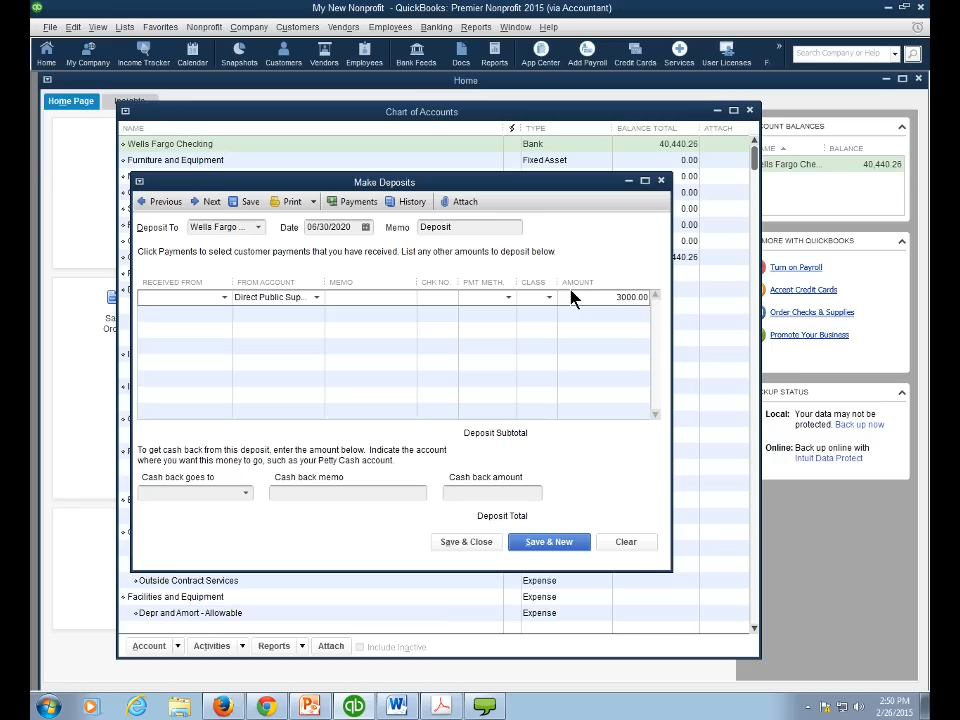 My New Nonprofit - QuickBooks: Premier Nonprofit 2015 (via Accountant)
File Edit View Lists Favorites Nonprofit Company Customers Vendors Employees Banking Reports Window Help
Home My Company Income Tracker Calendar Snapshots Customers Vendors Employees Bank Feeds Docs Reports App Center Add Payroll Credit Cards Services User Licenses F
Search Company or Help
Home
Home Page Insights
Chart of Accounts
NAME TYPE BALANCE TOTAL ATTACH
Wells Fargo Checking Bank 40,440.26
Furniture and Equipment Fixed Asset 0.00
0.00
0.00
0.00
0.00
0.00
40.26
Make Deposits
Previous Next Save Print Payments History Attach
Deposit To Wells Fargo ... Date 06/30/2020 Memo Deposit
Click Payments to select customer payments that you have received. List any other amounts to deposit below.
RECEIVED FROM FROM ACCOUNT MEMO CHK NO. PMT METH. CLASS AMOUNT
Direct Public Sup... 3000.00
Deposit Subtotal
To get cash back from this deposit, enter the amount below. Indicate the account
where you want this money to go, such as your Petty Cash account.
Cash back goes to Cash back memo Cash back amount
Deposit Total
Save & Close Save & New Clear
Outside Contract Services Expense
Facilities and Equipment Expense
Depr and Amort - Allowable Expense
Account Activities Reports Attach Include inactive
OUNT BALANCES
AME BALANCE
ells Fargo Che... 40,440.26
MORE WITH QUICKBOOKS
Turn on Payroll
Accept Credit Cards
Order Checks & Supplies
Promote Your Business
KUP STATUS
Local: Your data may not be
protected. Back up now
Online: Back up online with
Intuit Data Protect
2:50 PM
2/26/2015